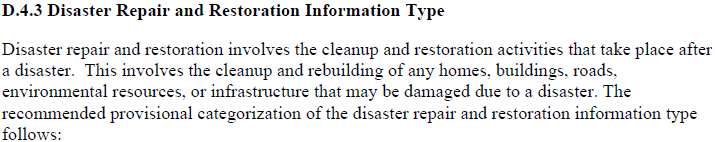 D.4.3 Disaster Repair and Restoration Information Type
Disaster repair and restoration involves the cleanup and restoration activities that take place after
a disaster.  This involves the cleanup and rebuilding of any homes, buildings, roads,
environmental resources, or infrastructure that may be damaged due to a disaster. The
recommended provisional categorization of the disaster repair and restoration information type
follows: